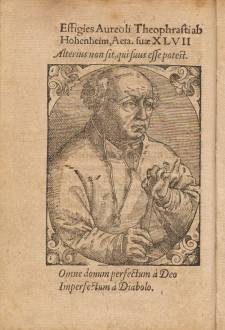 Effigies Aureoli Theophrasti ab
Hohenheim, Aeta. suæ XLVII
Alterius non sit, qui suus esse potest.
Omne donum perfectum à Deo
Imperfectum à Diabolo.